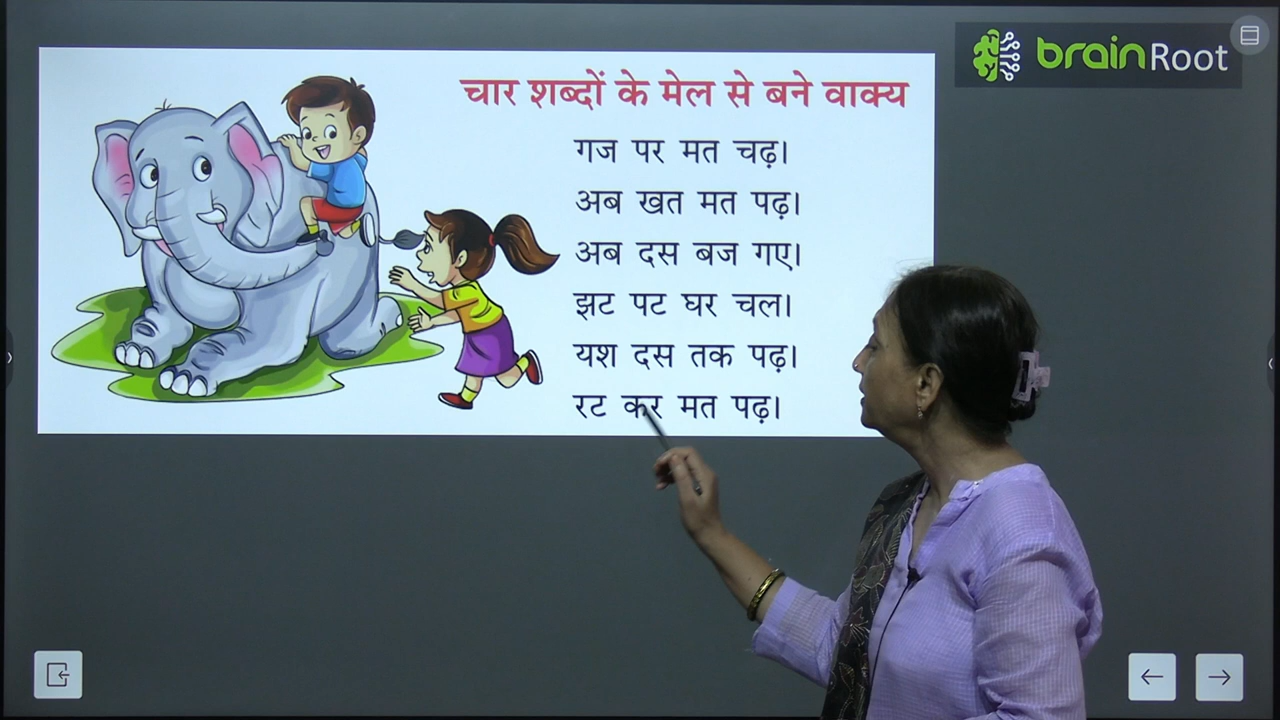 brainRoot
चार शब्दों के मेल से बने वाक्य
गज पर मत चढ़।
अब खत मत पढ़।
अब दस बज गए।
झट पट घर चल।
यश दस तक पढ़।
रट कर मत पढ़।